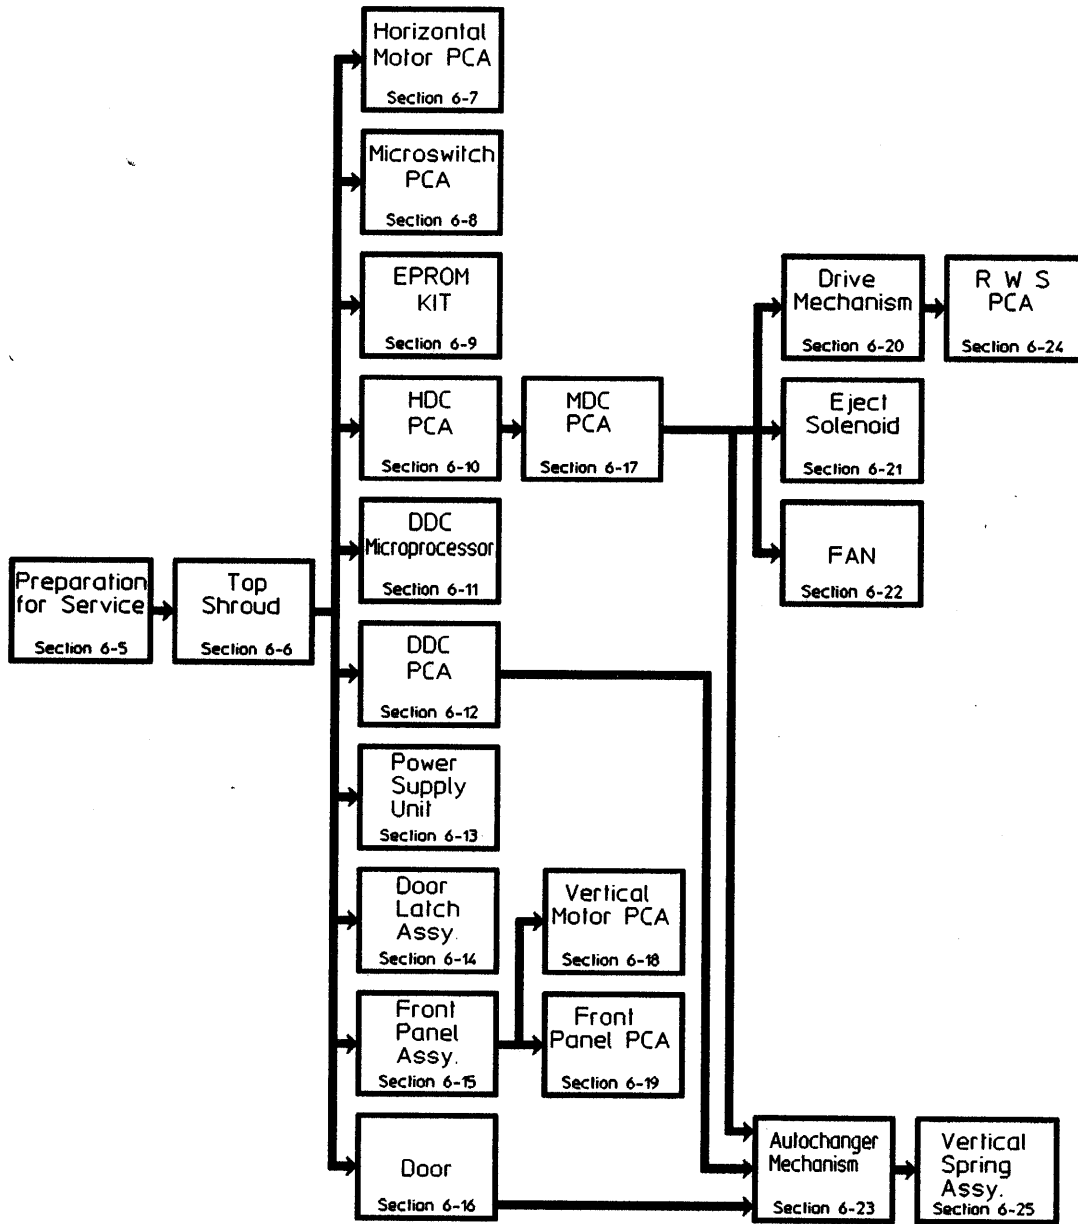 Horizontal
Motor PCA
Section 6-7
Microswitch
PCA
Section 6-8
EPROM
KIT
Section 6-9
Drive
Mechanism
Section 6-20
R W S
PCA
Section 6-24
HDC
PCA
Section 6-10
MDC
PCA
Section 6-17
Eject
Solenoid
Section 6-21
DDC
Microprocessor
Section 6-11
FAN
Section 6-22
Preparation
for Service
Section 6-5
Top
Shroud
Section 6-6
DDC
PCA
Section 6-12
Power
Supply
Unit
Section 6-13
Door
Latch
Assy.
Section 6-14
Vertical
Motor PCA
Section 6-18
Front
Panel
Assy.
Section 6-15
Front
Panel PCA
Section 6-19
Door
Section 6-16
Autochanger
Mechanism
Section 6-23
Vertical
Spring
Assy.
Section 6-25